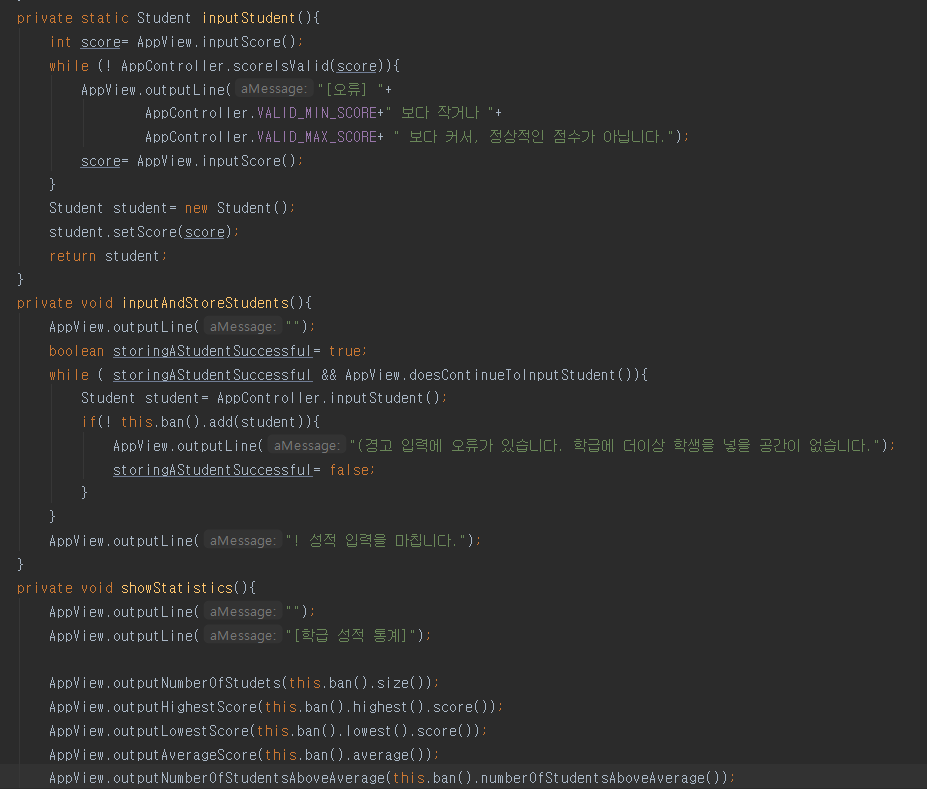 private static Student inputStudent(){
int score= AppView.inputScore();
while (! AppController.scoreIsValid(score)){
AppView.outputLine( aMessage: "[오류] "+
AppController.VALID_MIN_SCORE+" 보다 작거나 "+
AppController.VALID_MAX_SCORE+ " 보다 커서, 정상적인 점수가 아닙니다.");
score= AppView.inputScore();
}
Student student= new Student();
student.setScore(score);
return student;
}
private void inputAndStoreStudents(){
AppView.outputLine( aMessage: "");
boolean storingAStudentSuccessful= true;
while ( storingAStudentSuccessful && AppView.doesContinueToInputStudent()){
Student student= AppController.inputStudent();
if(! this.ban().add(student)){
AppView.outputLine( aMessage: "(경고 입력에 오류가 있습니다. 학급에 더이상 학생을 넣을 공간이 없습니다.");
storingAStudentSuccessful= false;
}
}
AppView.outputLine( aMessage: "! 성적 입력을 마칩니다.");
}
private void showStatistics(){
AppView.outputLine( aMessage: "");
AppView.outputLine( aMessage: "[학급 성적 통계]");
AppView.outputNumberOfStudets(this.ban().size());
AppView.outputHighestScore(this.ban().highest().score());
AppView.outputLowestScore(this.ban().lowest().score());
AppView.outputAverageScore(this.ban().average());
AppView.outputNumberOfStudentsAboveAverage(this.ban().numberOfStudentsAboveAverage());